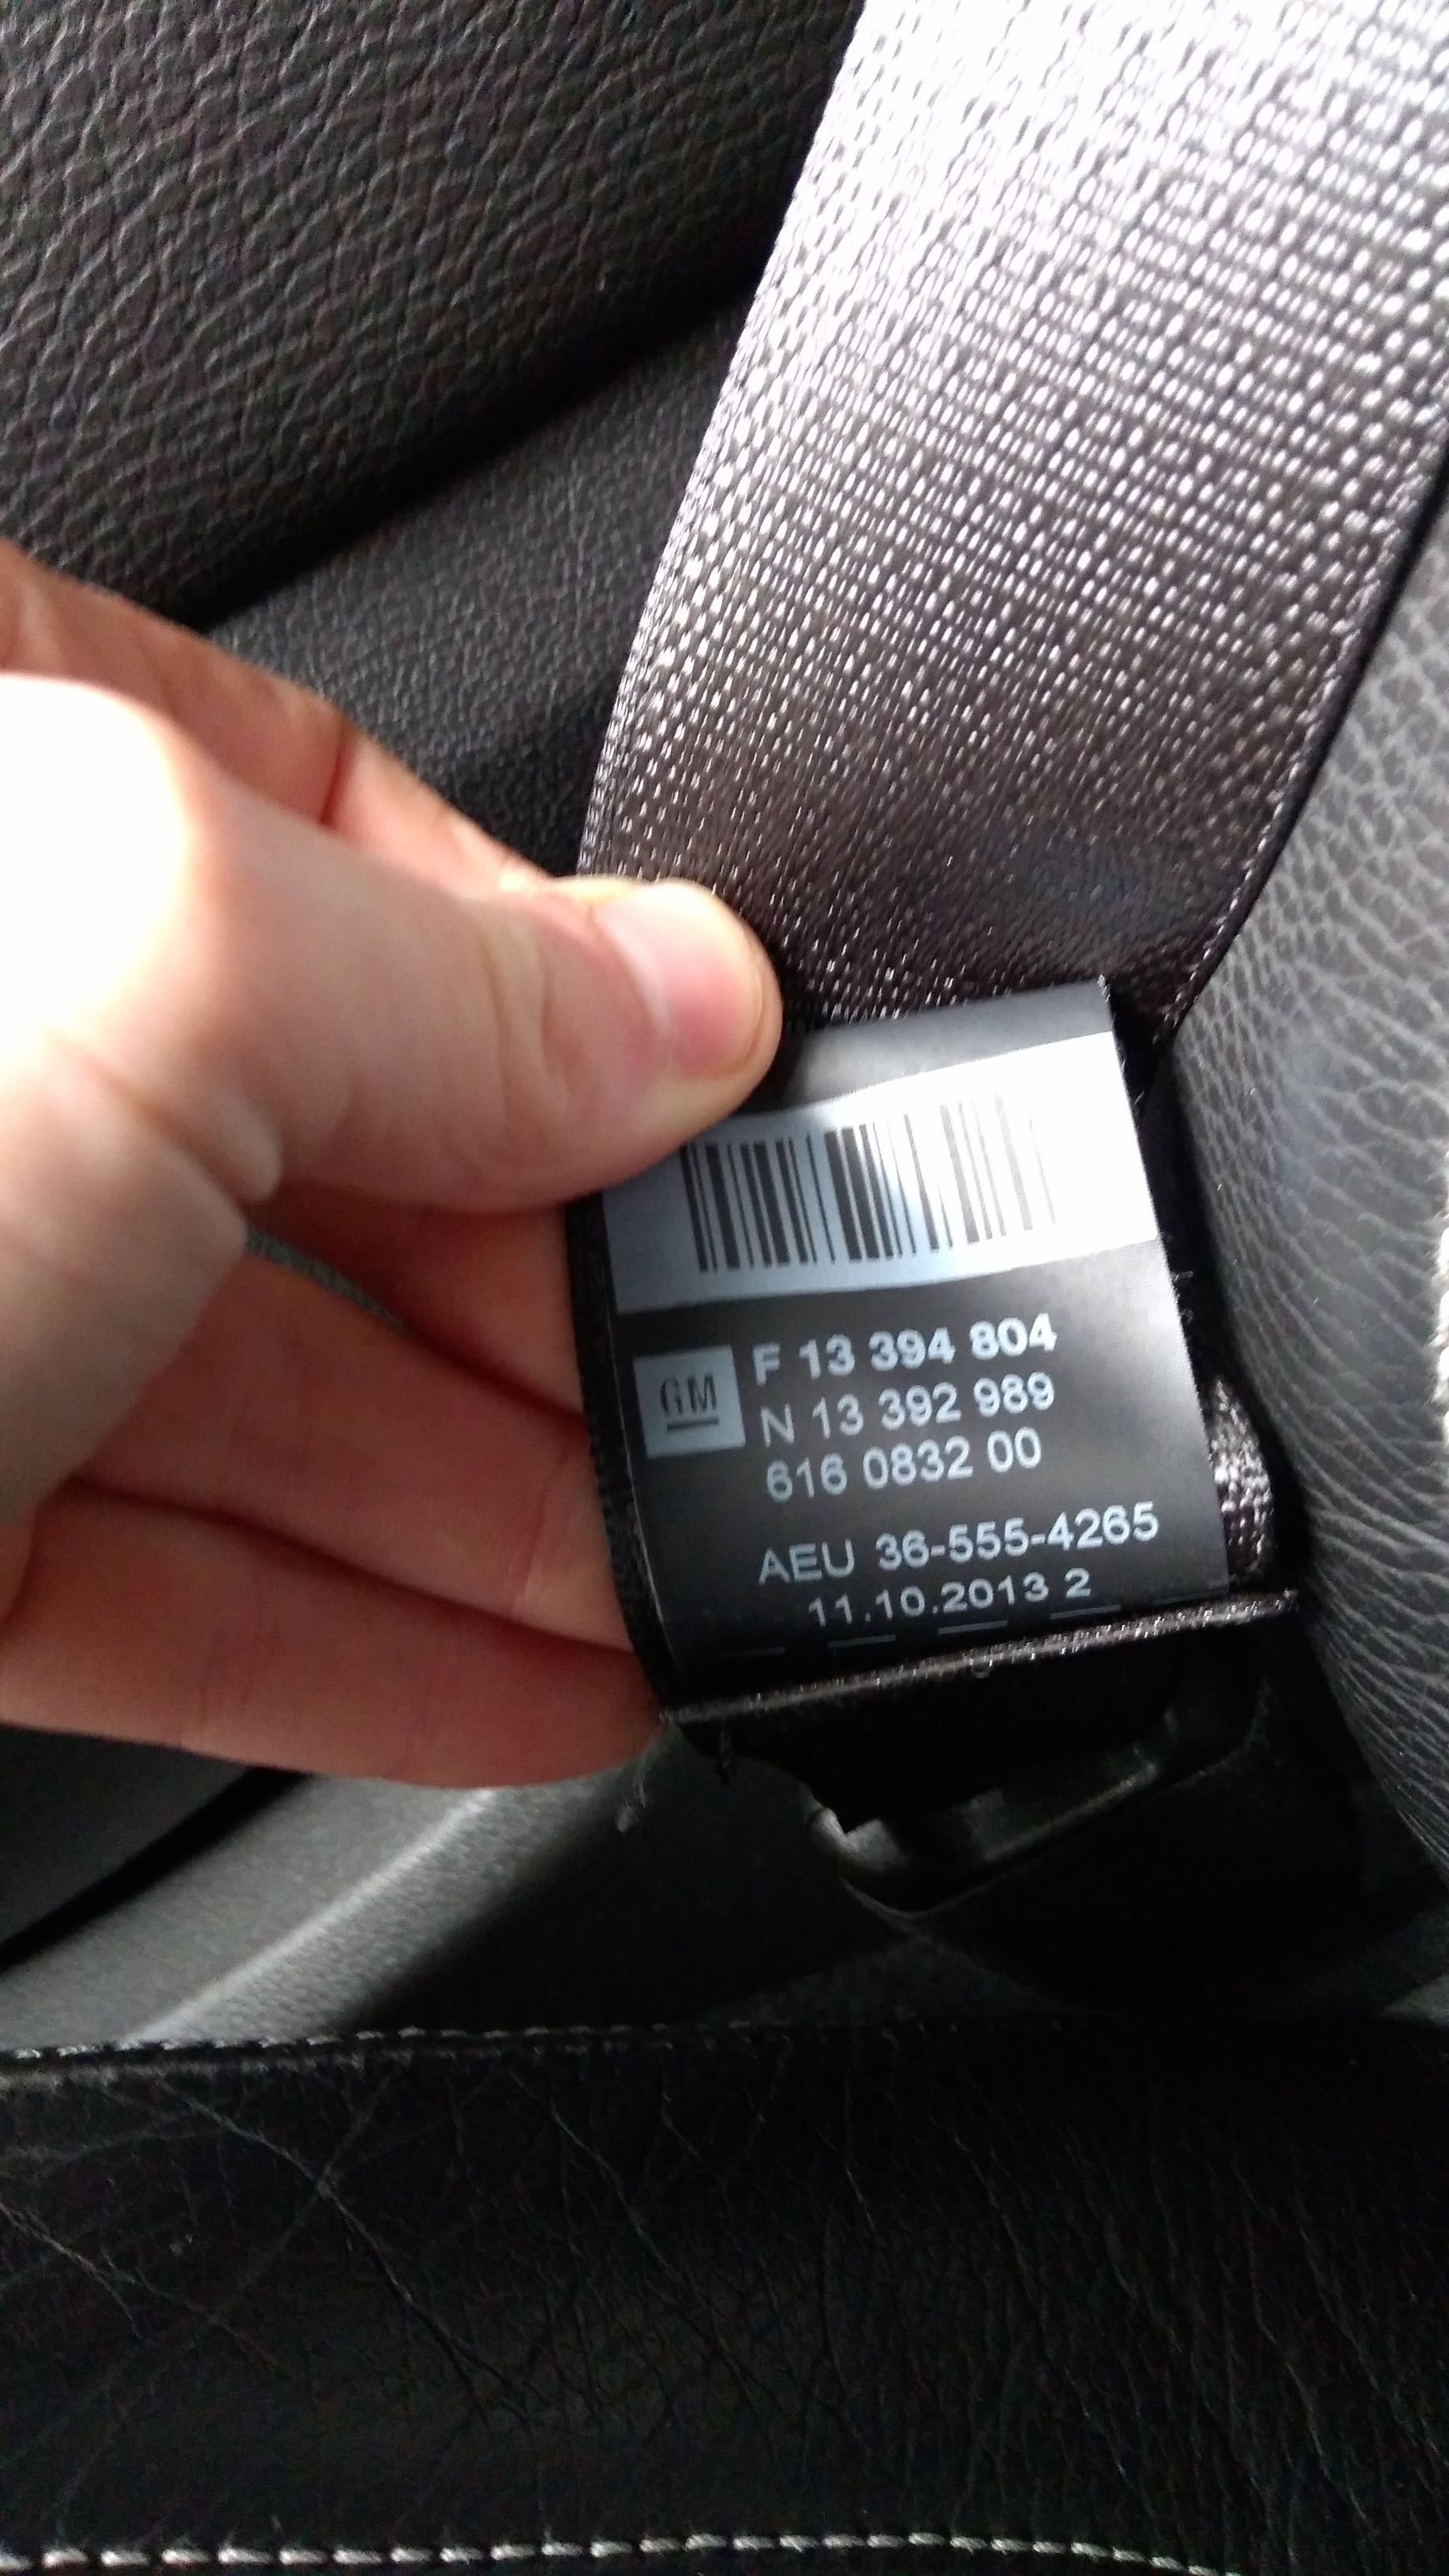 GM
F 13 394 804
N 13 392 989
616 0832 00
AEU 36-555-4265
11.10.2013 2